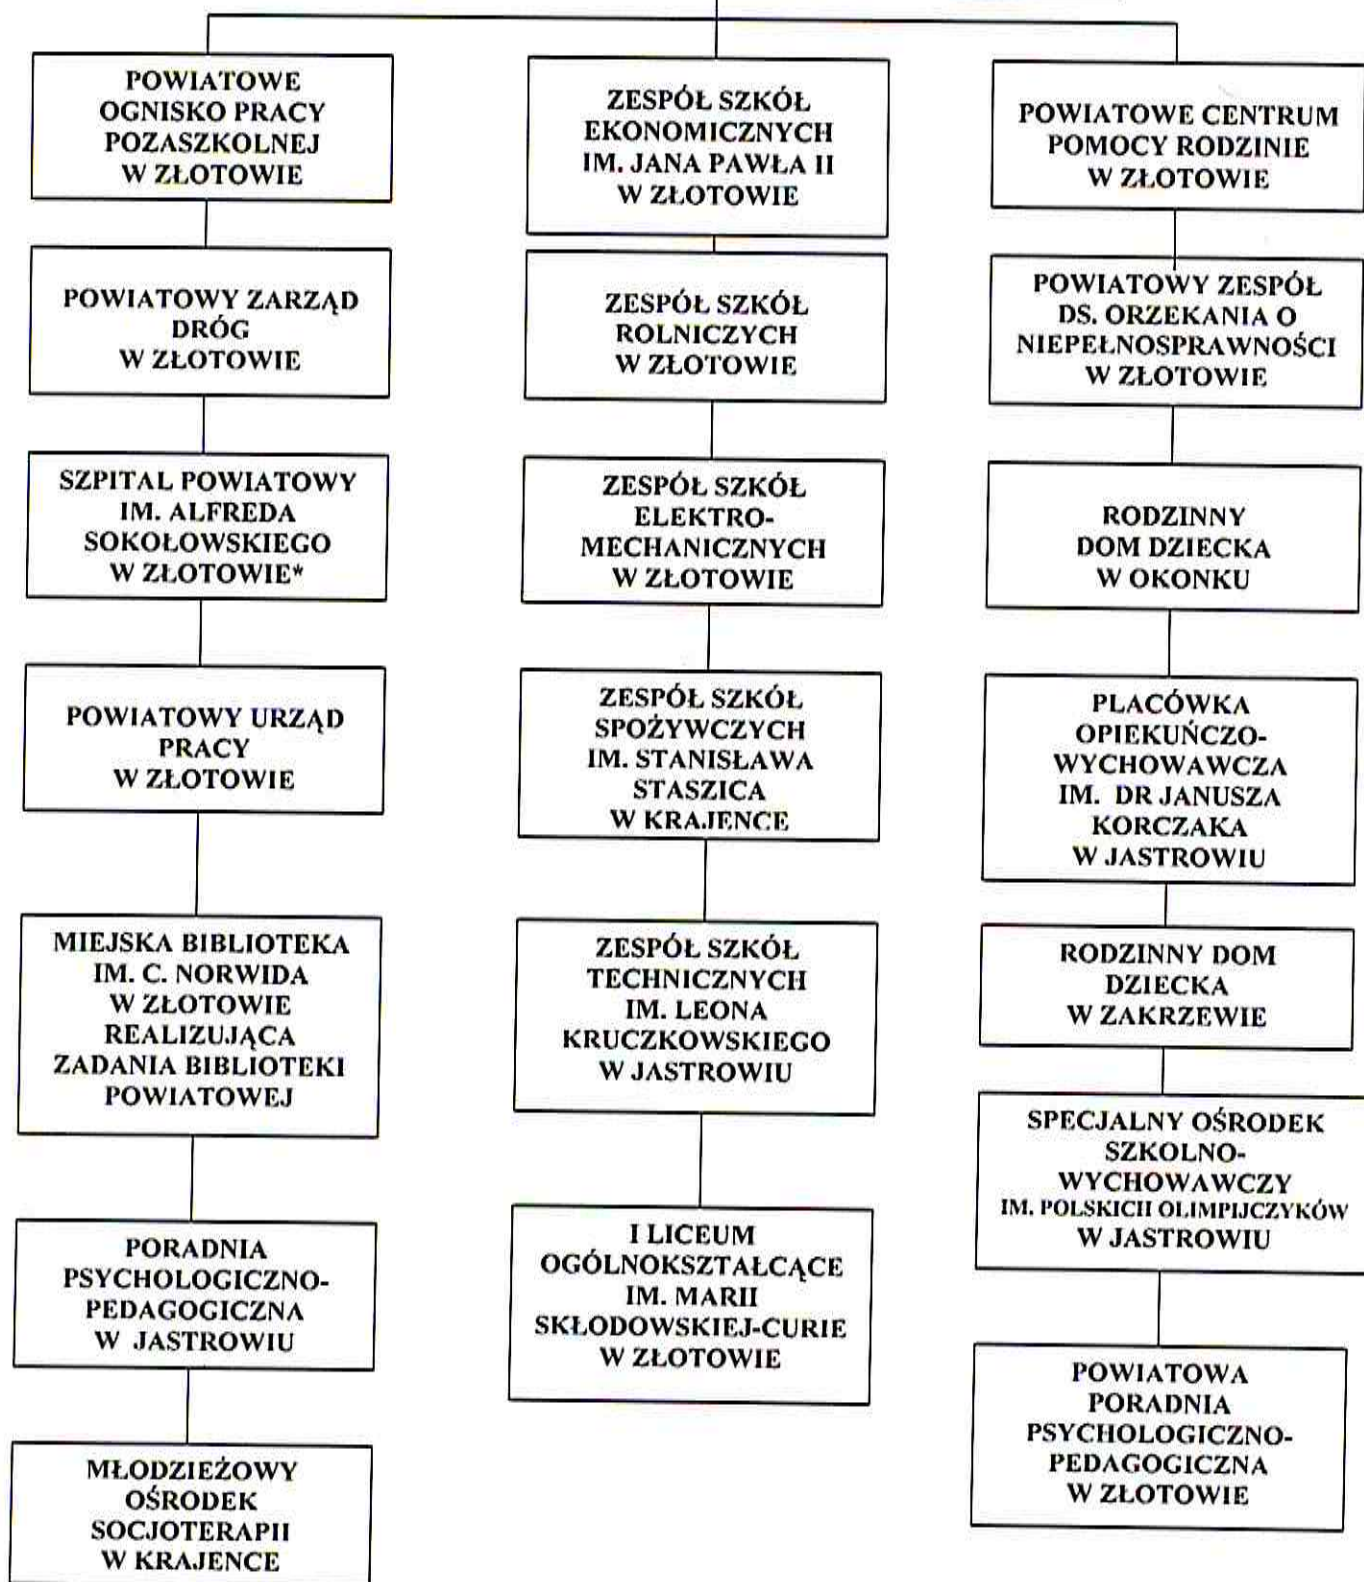 POWIATOWE
OGNISKO PRACY
POZASZKOLNEJ
W ZŁOTOWIE
POWIATOWY ZARZĄD
DRÓG
W ZŁOTOWIE
SZPITAL POWIATOWY
IM. ALFREDA
SOKOŁOWSKIEGO
W ZŁOTOWIE*
POWIATOWY URZĄD
PRACY
W ZŁOTOWIE
MIEJSKA BIBLIOTEKA
IM. C. NORWIDA
W ZŁOTOWIE
REALIZUJĄCA
ZADANIA BIBLIOTEKI
POWIATOWEJ
PORADNIA
PSYCHOLOGICZNO-
PEDAGOGICZNA
W JASTROWIU
MŁODZIEŻOWY
OŚRODEK
SOCJOTERAPII
W KRAJENCE
ZESPÓŁ SZKÓŁ
EKONOMICZNYCH
IM. JANA PAWŁA II
W ZŁOTOWIE
ZESPÓŁ SZKÓŁ
ROLNICZYCH
W ZŁOTOWIE
ZESPÓŁ SZKÓŁ
ELEKTRO-
MECHANICZNYCH
W ZŁOTOWIE
ZESPÓŁ SZKÓŁ
SPOŻYWCZYCH
IM. STANISŁAWA
STASZICA
W KRAJENCE
ZESPÓŁ SZKÓŁ
TECHNICZNYCH
IM. LEONA
KRUCZKOWSKIEGO
W JASTROWIU
I LICEUM
OGÓLNOKSZTAŁCĄCE
IM. MARII
SKŁODOWSKIEJ-CURIE
W ZŁOTOWIE
POWIATOWE CENTRUM
POMOCY RODZINIE
W ZŁOTOWIE
POWIATOWY ZESPÓŁ
DS. ORZEKANIA O
NIEPEŁNOSPRAWNOŚCI
W ZŁOTOWIE
RODZINNY
DOM DZIECKA
W OKONKU
PLACÓWKA
OPIEKUŃCZO-
WYCHOWAWCZA
IM. DR JANUSZA
KORCZAKA
W JASTROWIU
RODZINNY DOM
DZIECKA
W ZAKRZEWIE
SPECJALNY OŚRODEK
SZKOLNO-
WYCHOWAWCZY
IM. POLSKICH OLIMPIJCZYKÓW
W JASTROWIU
POWIATOWA
PORADNIA
PSYCHOLOGICZNO-
PEDAGOGICZNA
W ZŁOTOWIE